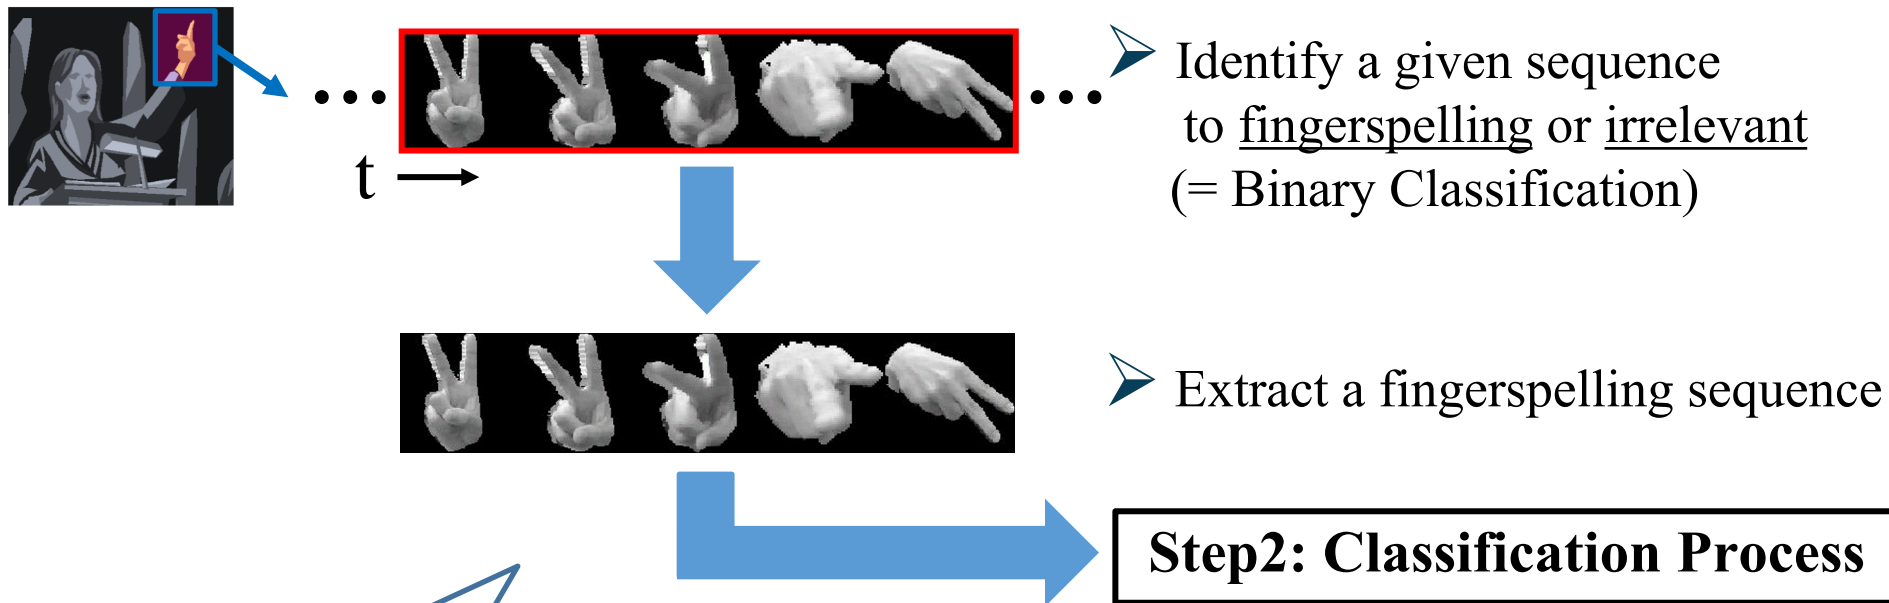 t
Identify a given sequence
to fingerspelling or irrelevant
(= Binary Classification)
Extract a fingerspelling sequence
Step2: Classification Process